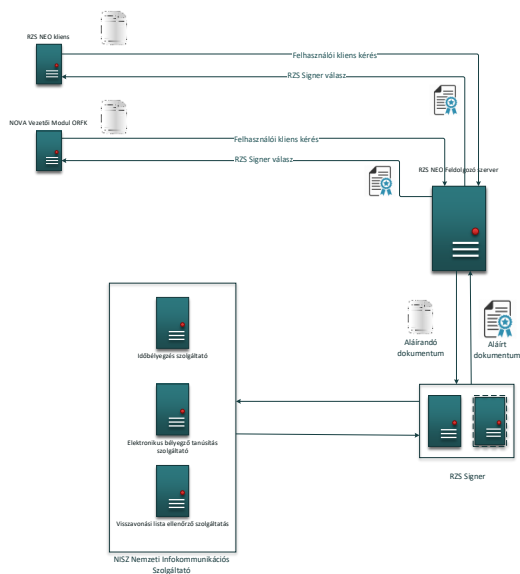 RZS NEO kliens
Felhasználói kliens kérés
RZS Signer válasz
NOVA Vezetői Modul ORFK
Felhasználói kliens kérés
RZS Signer válasz
RZS NEO Feldolgozó szerver
Aláírandó
dokumentum
Aláírt
dokumentum
Időbélyegzés szolgáltató
Elektronikus bélyegző tanúsítás
szolgáltató
Visszavonási lista ellenőrző szolgáltatás
RZS Signer
NISZ Nemzeti Infokommunikációs
Szolgáltató